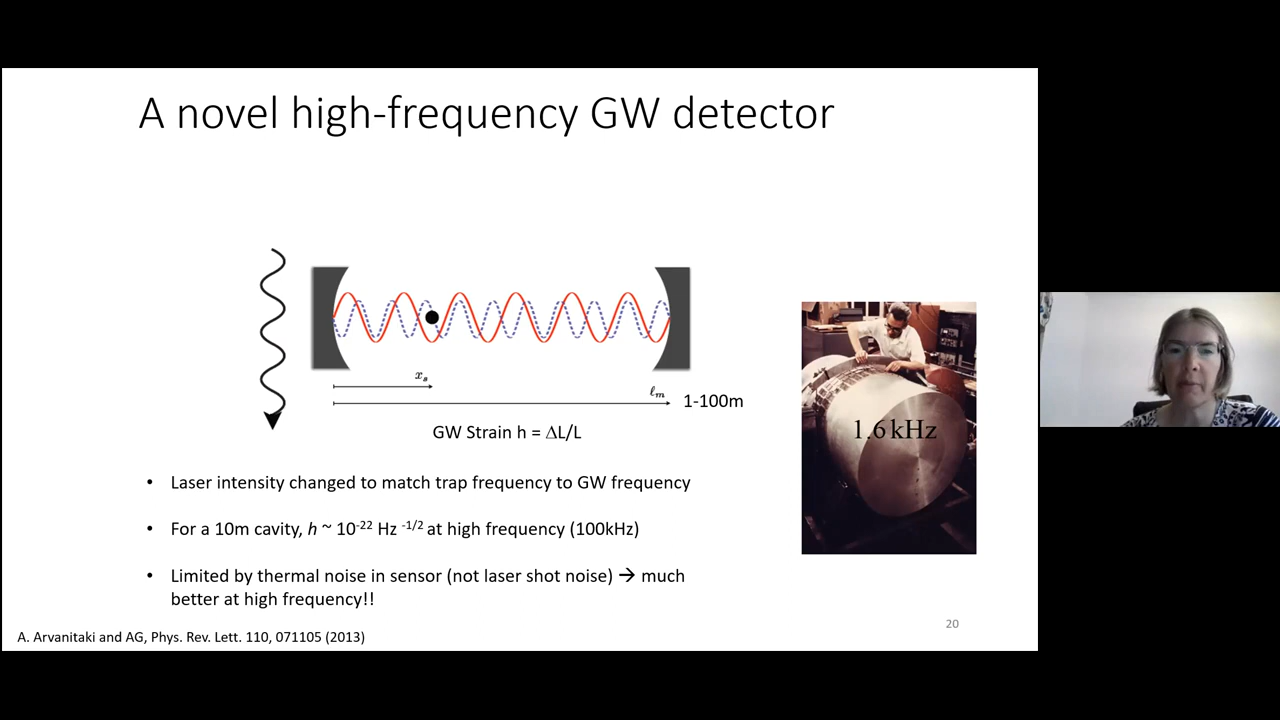 A novel high-frequency GW detector
x_s
ℓ_m
1-100m
GW Strain h = ΔL/L
1.6 kHz
• Laser intensity changed to match trap frequency to GW frequency
• For a 10m cavity, h ~ 10^-22 Hz ^-1/2 at high frequency (100kHz)
• Limited by thermal noise in sensor (not laser shot noise) → much
better at high frequency!!
20
A. Arvanitaki and AG, Phys. Rev. Lett. 110, 071105 (2013)